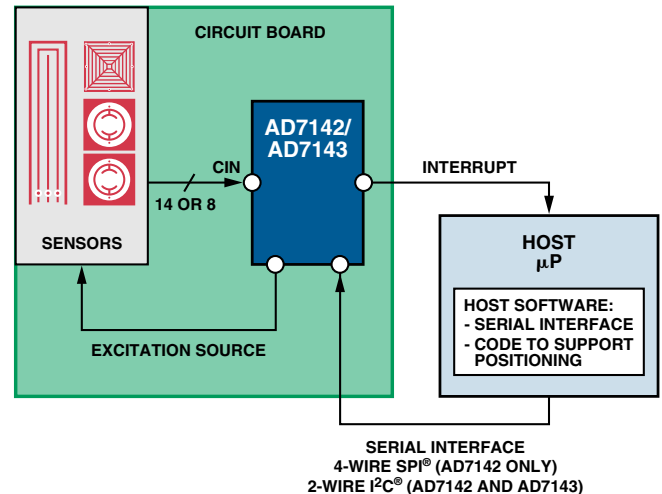 CIRCUIT BOARD
AD7142/
AD7143
CIN
14 OR 8
SENSORS
EXCITATION SOURCE
INTERRUPT
HOST
μP
HOST SOFTWARE:
- SERIAL INTERFACE
- CODE TO SUPPORT
POSITIONING
SERIAL INTERFACE
4-WIRE SPI® (AD7142 ONLY)
2-WIRE I²C® (AD7142 AND AD7143)